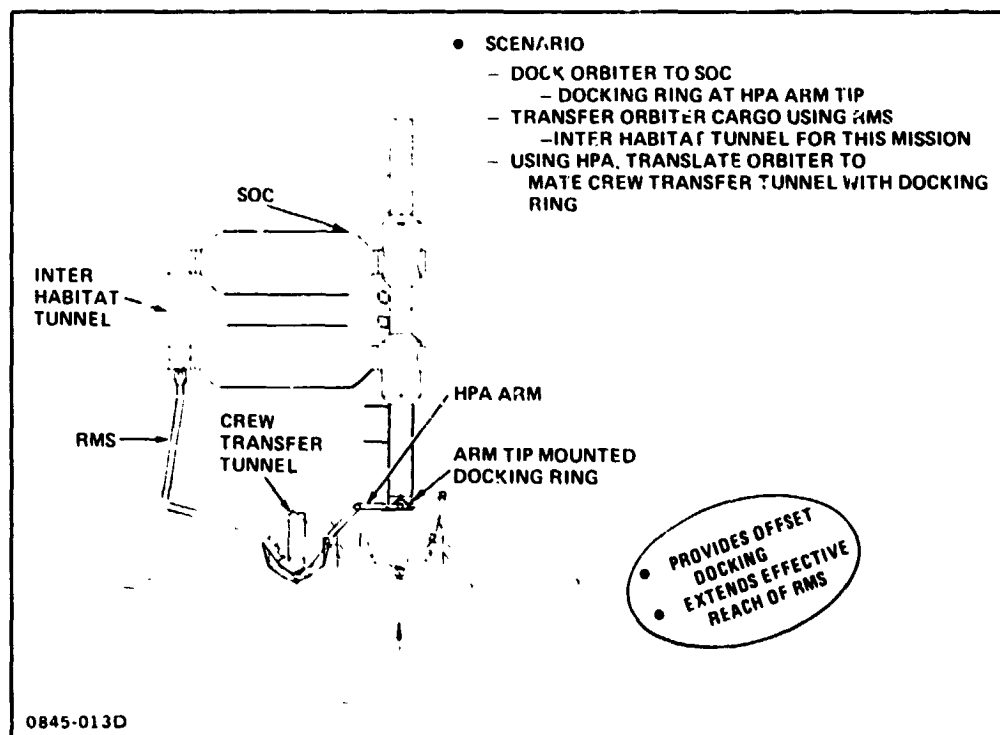 • SCENARIO
– DOCK ORBITER TO SOC
– DOCKING RING AT HPA ARM TIP
– TRANSFER ORBITER CARGO USING RMS
–INTER HABITAT TUNNEL FOR THIS MISSION
– USING HPA, TRANSLATE ORBITER TO
MATE CREW TRANSFER TUNNEL WITH DOCKING
RING
SOC
INTER
HABITAT
TUNNEL
HPA ARM
CREW
TRANSFER
TUNNEL
RMS
ARM TIP MOUNTED
DOCKING RING
• PROVIDES OFFSET
DOCKING
• EXTENDS EFFECTIVE
REACH OF RMS
0845-013D